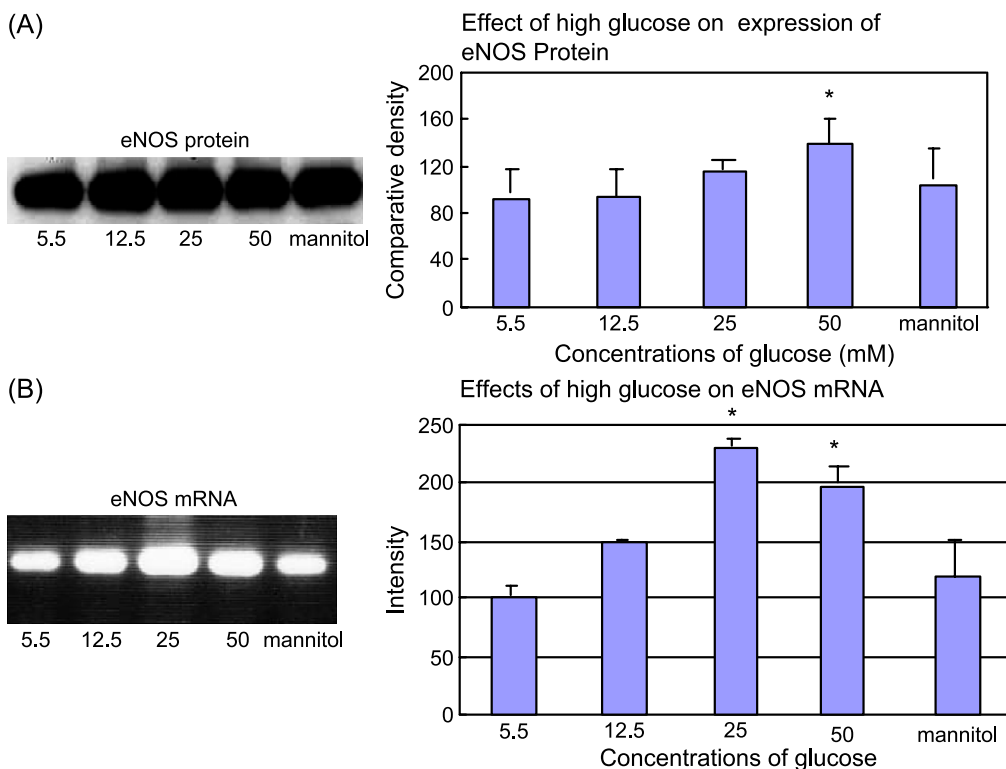 (A)
eNOS protein
5.5 12.5 25 50 mannitol
Effect of high glucose on expression of
eNOS Protein
Comparative density
200
160
120
80
40
0
*
5.5 12.5 25 50 mannitol
Concentrations of glucose (mM)
(B)
eNOS mRNA
5.5 12.5 25 50 mannitol
Effects of high glucose on eNOS mRNA
Intensity
250
200
150
100
50
0
*
*
5.5 12.5 25 50 mannitol
Concentrations of glucose